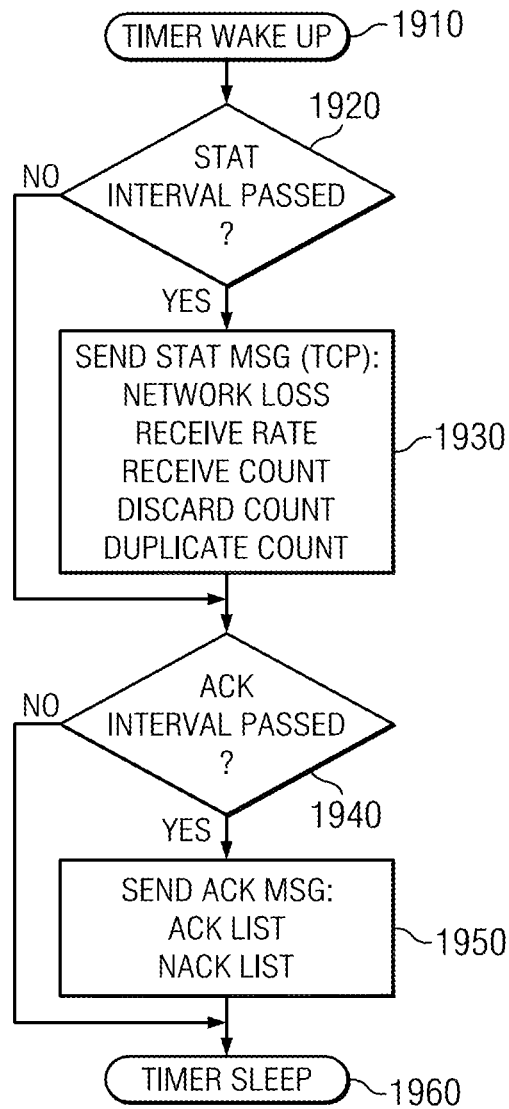 TIMER WAKE UP
1910
1920
STAT
INTERVAL PASSED
?
NO
YES
SEND STAT MSG (TCP):
NETWORK LOSS
RECEIVE RATE
RECEIVE COUNT
DISCARD COUNT
DUPLICATE COUNT
1930
ACK
INTERVAL PASSED
?
NO
1940
YES
SEND ACK MSG:
ACK LIST
NACK LIST
1950
TIMER SLEEP
1960